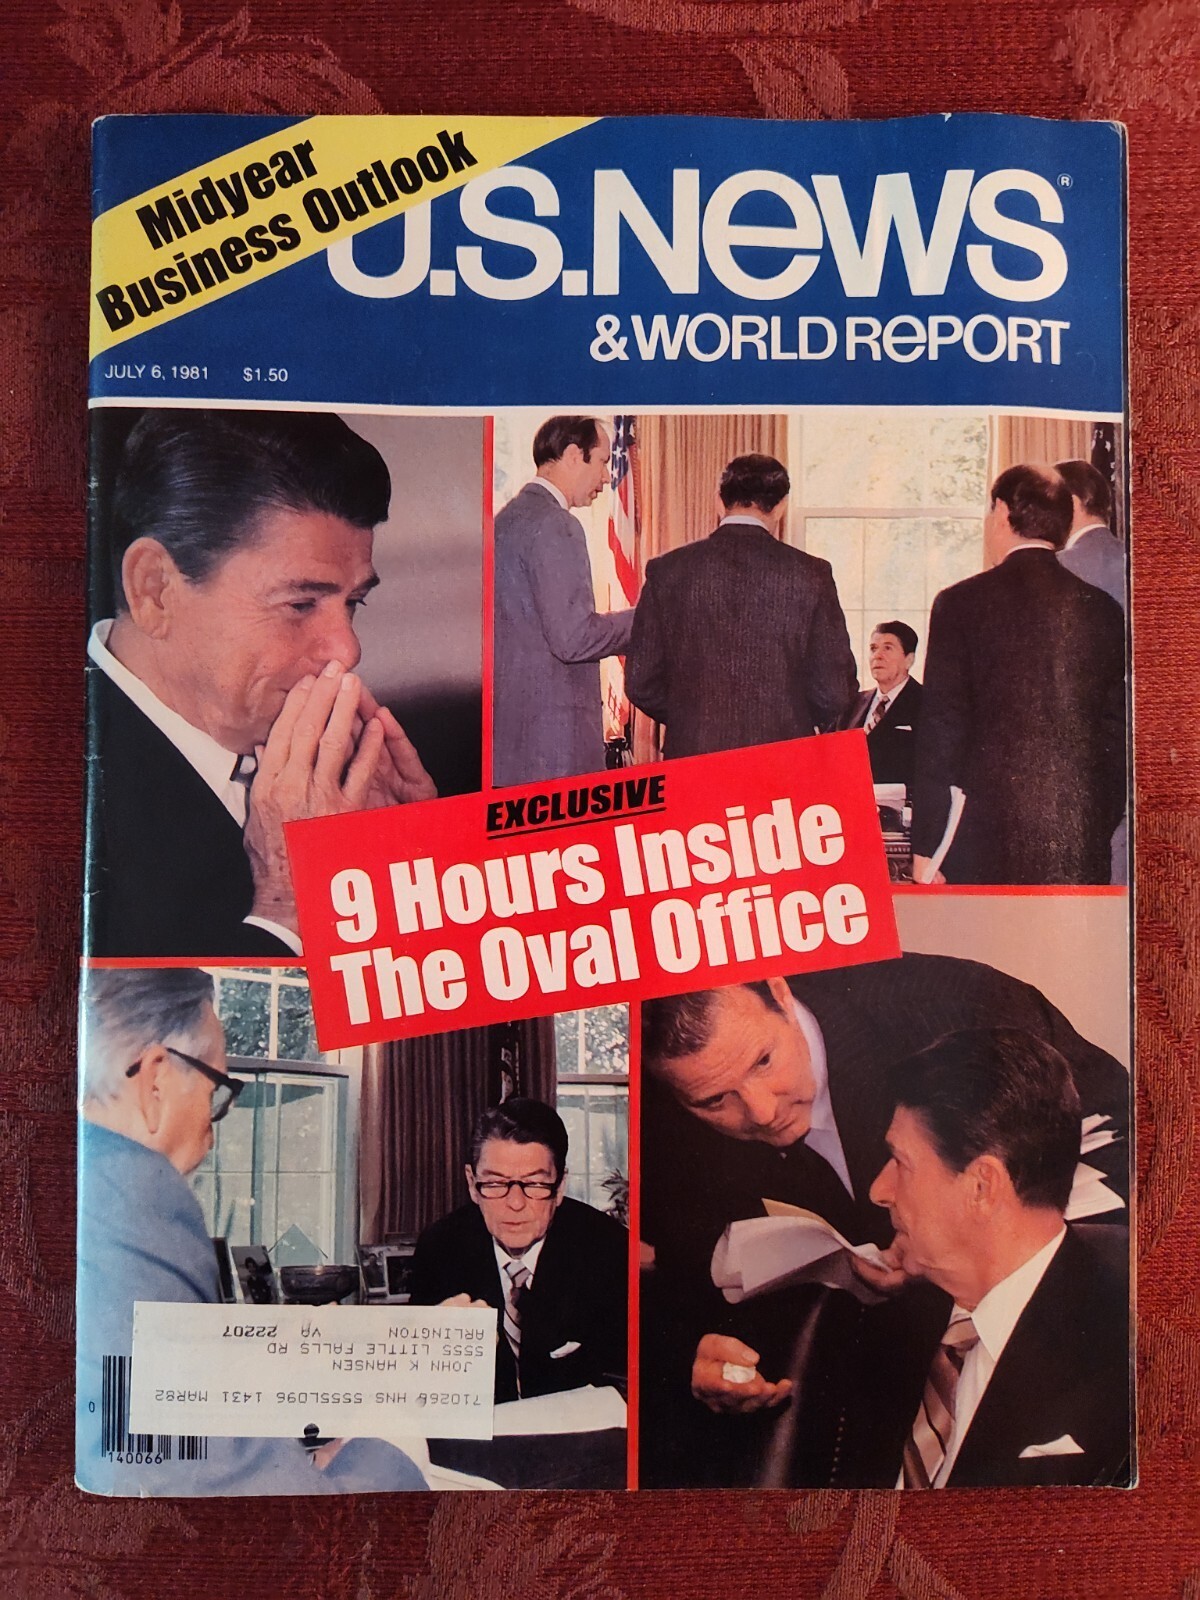 Midyear
Business Outlook
U.S.NeWS®
& WORLD RePORT
JULY 6, 1981 $1.50
EXCLUSIVE
9 Hours Inside
The Oval Office
710266 HNS 5555L096 1431 MAR82
JOHN K HANSEN
5555 LITTLE FALLS RD
ARLINGTON VA 22207
0
140066